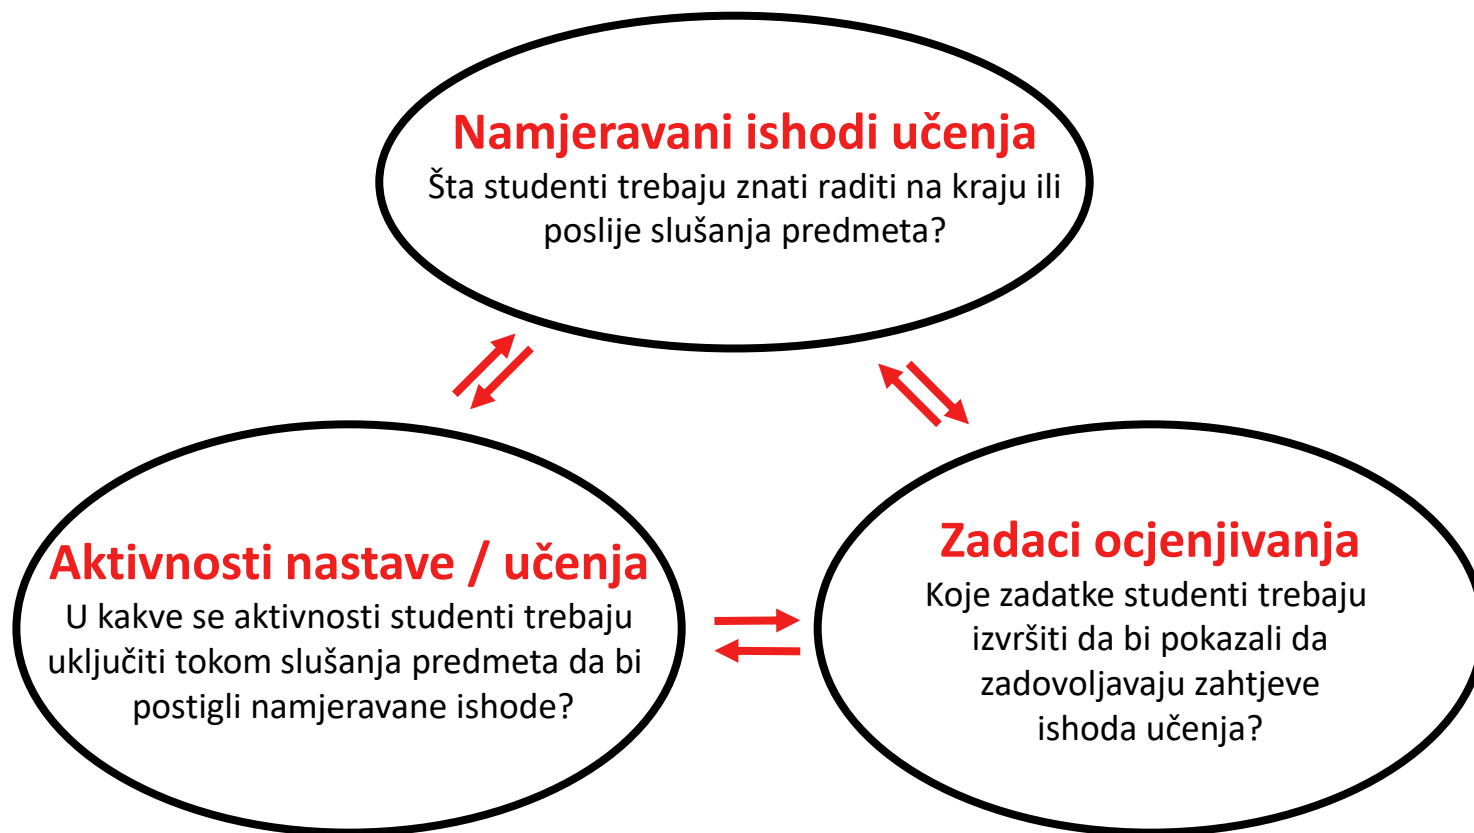 Namjeravani ishodi učenja
Šta studenti trebaju znati raditi na kraju ili
poslije slušanja predmeta?
Aktivnosti nastave / učenja
U kakve se aktivnosti studenti trebaju
uključiti tokom slušanja predmeta da bi
postigli namjeravane ishode?
Zadaci ocjenjivanja
Koje zadatke studenti trebaju
izvršiti da bi pokazali da
zadovoljavaju zahtjeve
ishoda učenja?